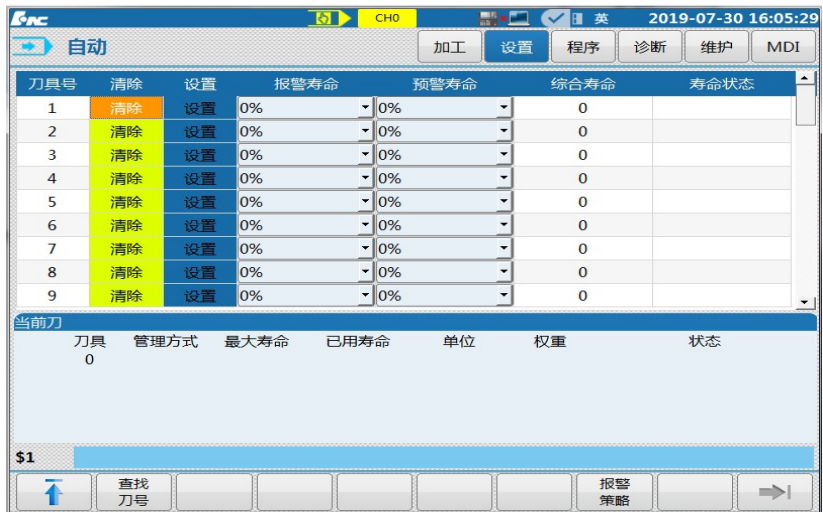 HNC CH0 英 2019-07-30 16:05:29
自动 加工 设置 程序 诊断 维护 MDI
刀具号 清除 设置 报警寿命 预警寿命 综合寿命 寿命状态
1 清除 设置 0% 0% 0
2 清除 设置 0% 0% 0
3 清除 设置 0% 0% 0
4 清除 设置 0% 0% 0
5 清除 设置 0% 0% 0
6 清除 设置 0% 0% 0
7 清除 设置 0% 0% 0
8 清除 设置 0% 0% 0
9 清除 设置 0% 0% 0
当前刀
刀具 管理方式 最大寿命 已用寿命 单位 权重 状态
0
$1
查找 报警
刀号 策略